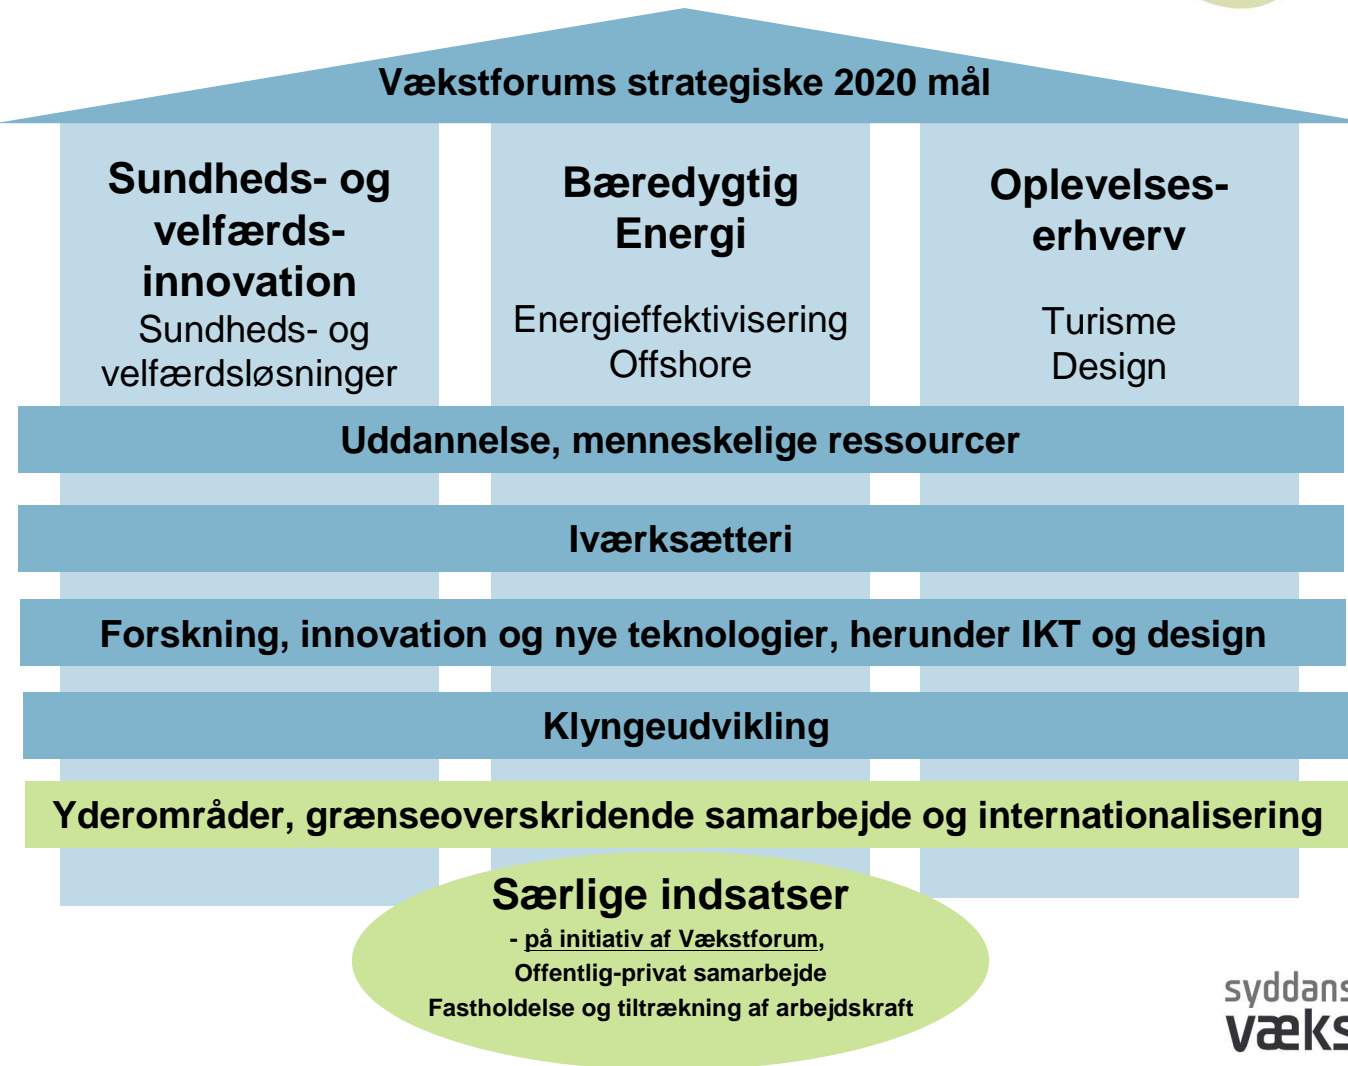 Vækstforums strategiske 2020 mål
Sundheds- og
velfærds-
innovation
Sundheds- og
velfærdsløsninger
Bæredygtig
Energi
Energieffektivisering
Offshore
Oplevelses-
erhverv
Turisme
Design
Uddannelse, menneskelige ressourcer
Iværksætteri
Forskning, innovation og nye teknologier, herunder IKT og design
Klyngeudvikling
Yderområder, grænseoverskridende samarbejde og internationalisering
Særlige indsatser
- på initiativ af Vækstforum,
Offentlig-privat samarbejde
Fastholdelse og tiltrækning af arbejdskraft